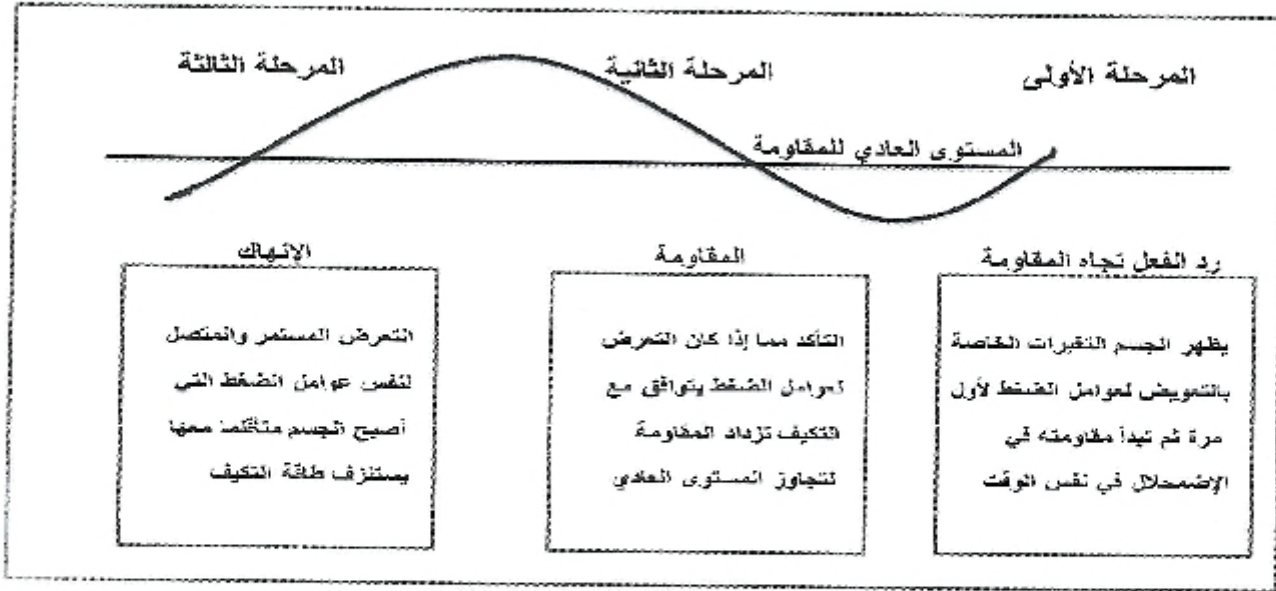 المرحلة الأولى
المرحلة الثانية
المرحلة الثالثة
المستوى العادي للمقاومة
رد الفعل تجاه المقاومة
يظهر الجسم التغيرات الخاصة
بالتعويض لعوامل الضغط لأول
مرة ثم تبدأ مقاومته في
الإضمحلال في نفس الوقت
المقاومة
التأكد مما إذا كان التعرض
لعوامل الضغط يتوافق مع
التكيف تزداد المقاومة
لتتجاوز المستوى العادي
الإنهاك
التعرض المستمر والمتصل
لنفس عوامل الضغط التي
أصبح الجسم متأقلما معها
يستنزف طاقة التكيف